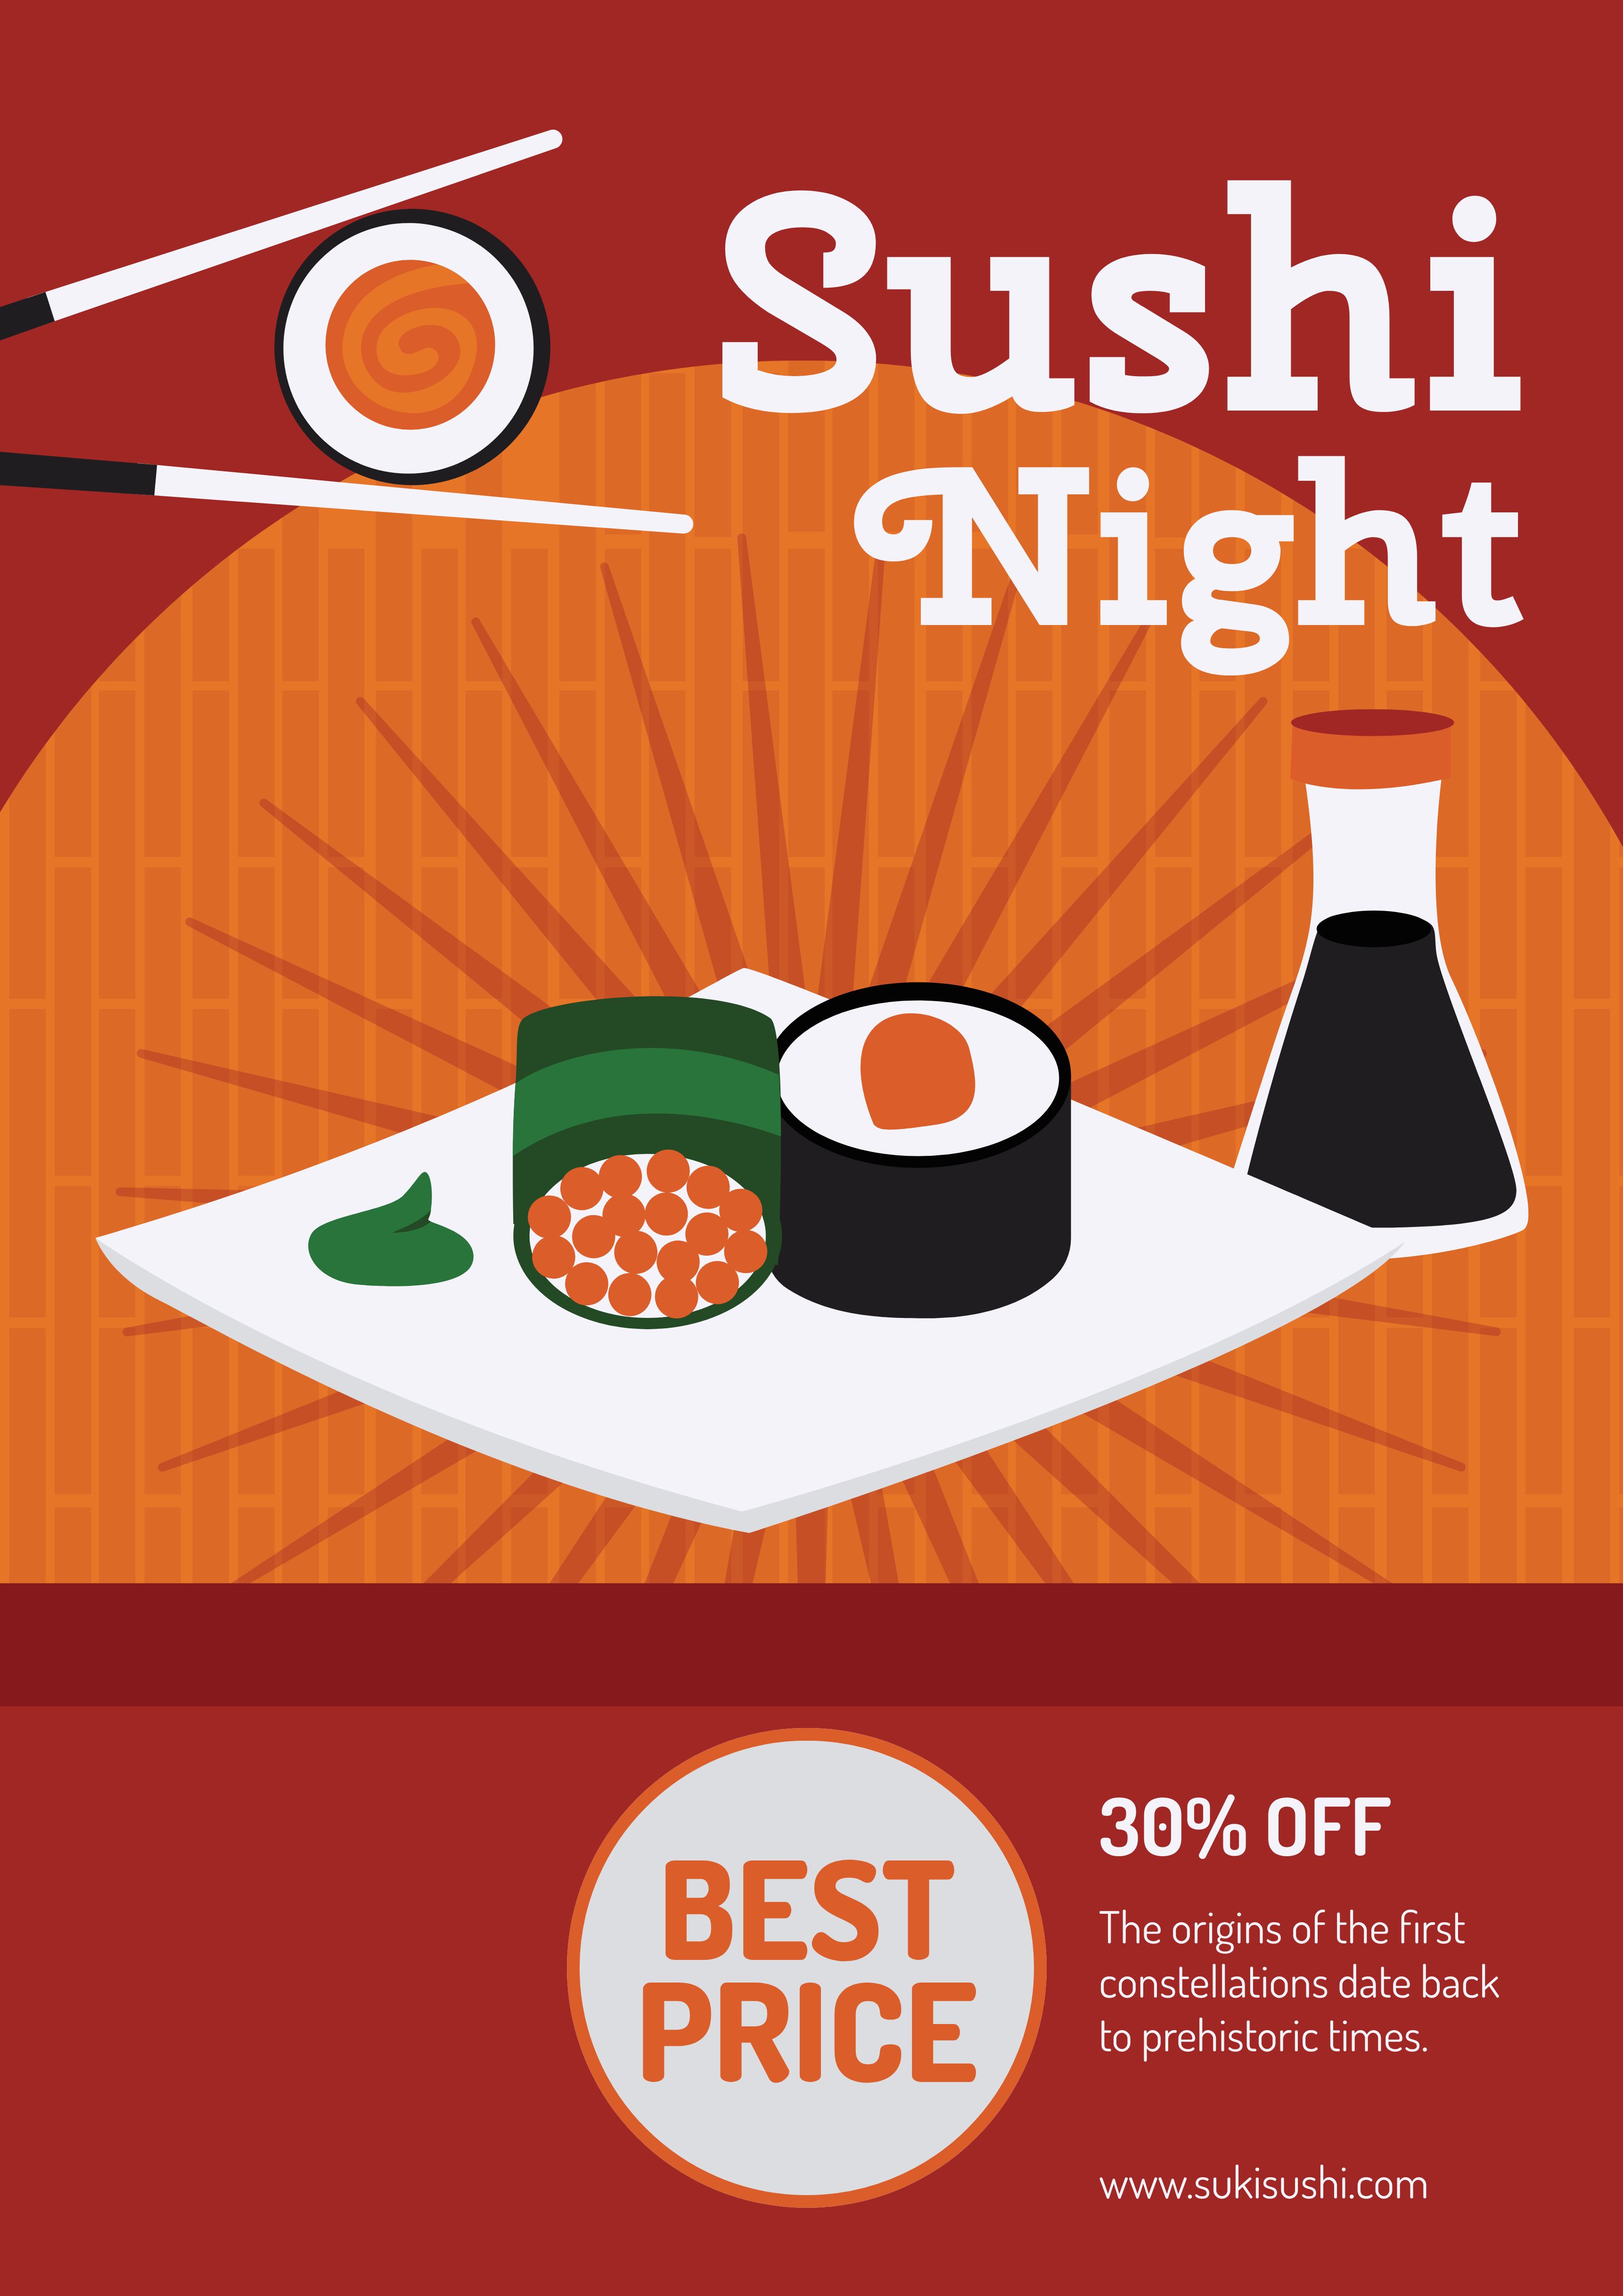 Sushi
Night
BEST
PRICE
30% OFF
The origins of the first
constellations date back
to prehistoric times.
www.sukisushi.com